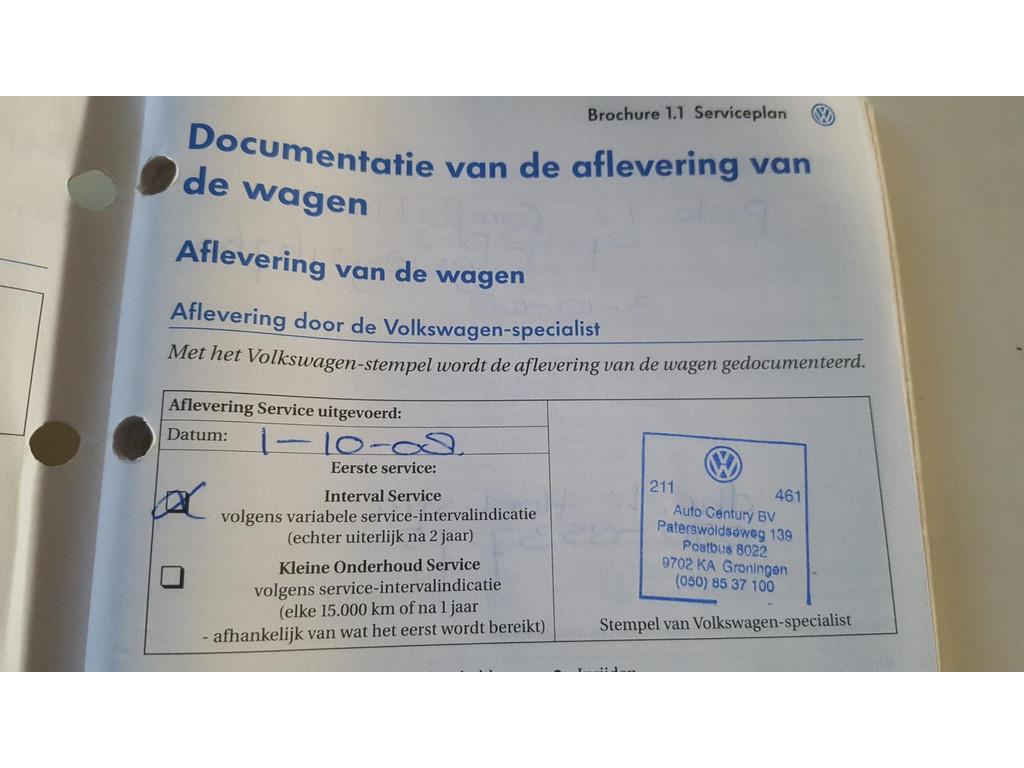 Brochure 1.1 Serviceplan
Documentatie van de aflevering van
de wagen
Aflevering van de wagen
Aflevering door de Volkswagen-specialist
Met het Volkswagen-stempel wordt de aflevering van de wagen gedocumenteerd.
Aflevering Service uitgevoerd:
Datum: 1-10-08.
Eerste service:
Interval Service
volgens variabele service-intervalindicatie
(echter uiterlijk na 2 jaar)
Kleine Onderhoud Service
volgens service-intervalindicatie
(elke 15.000 km of na 1 jaar
- afhankelijk van wat het eerst wordt bereikt)
211 461
Auto Century BV
Paterswoldseweg 139
Postbus 8022
9702 KA Groningen
(050) 85 37 100
Stempel van Volkswagen-specialist